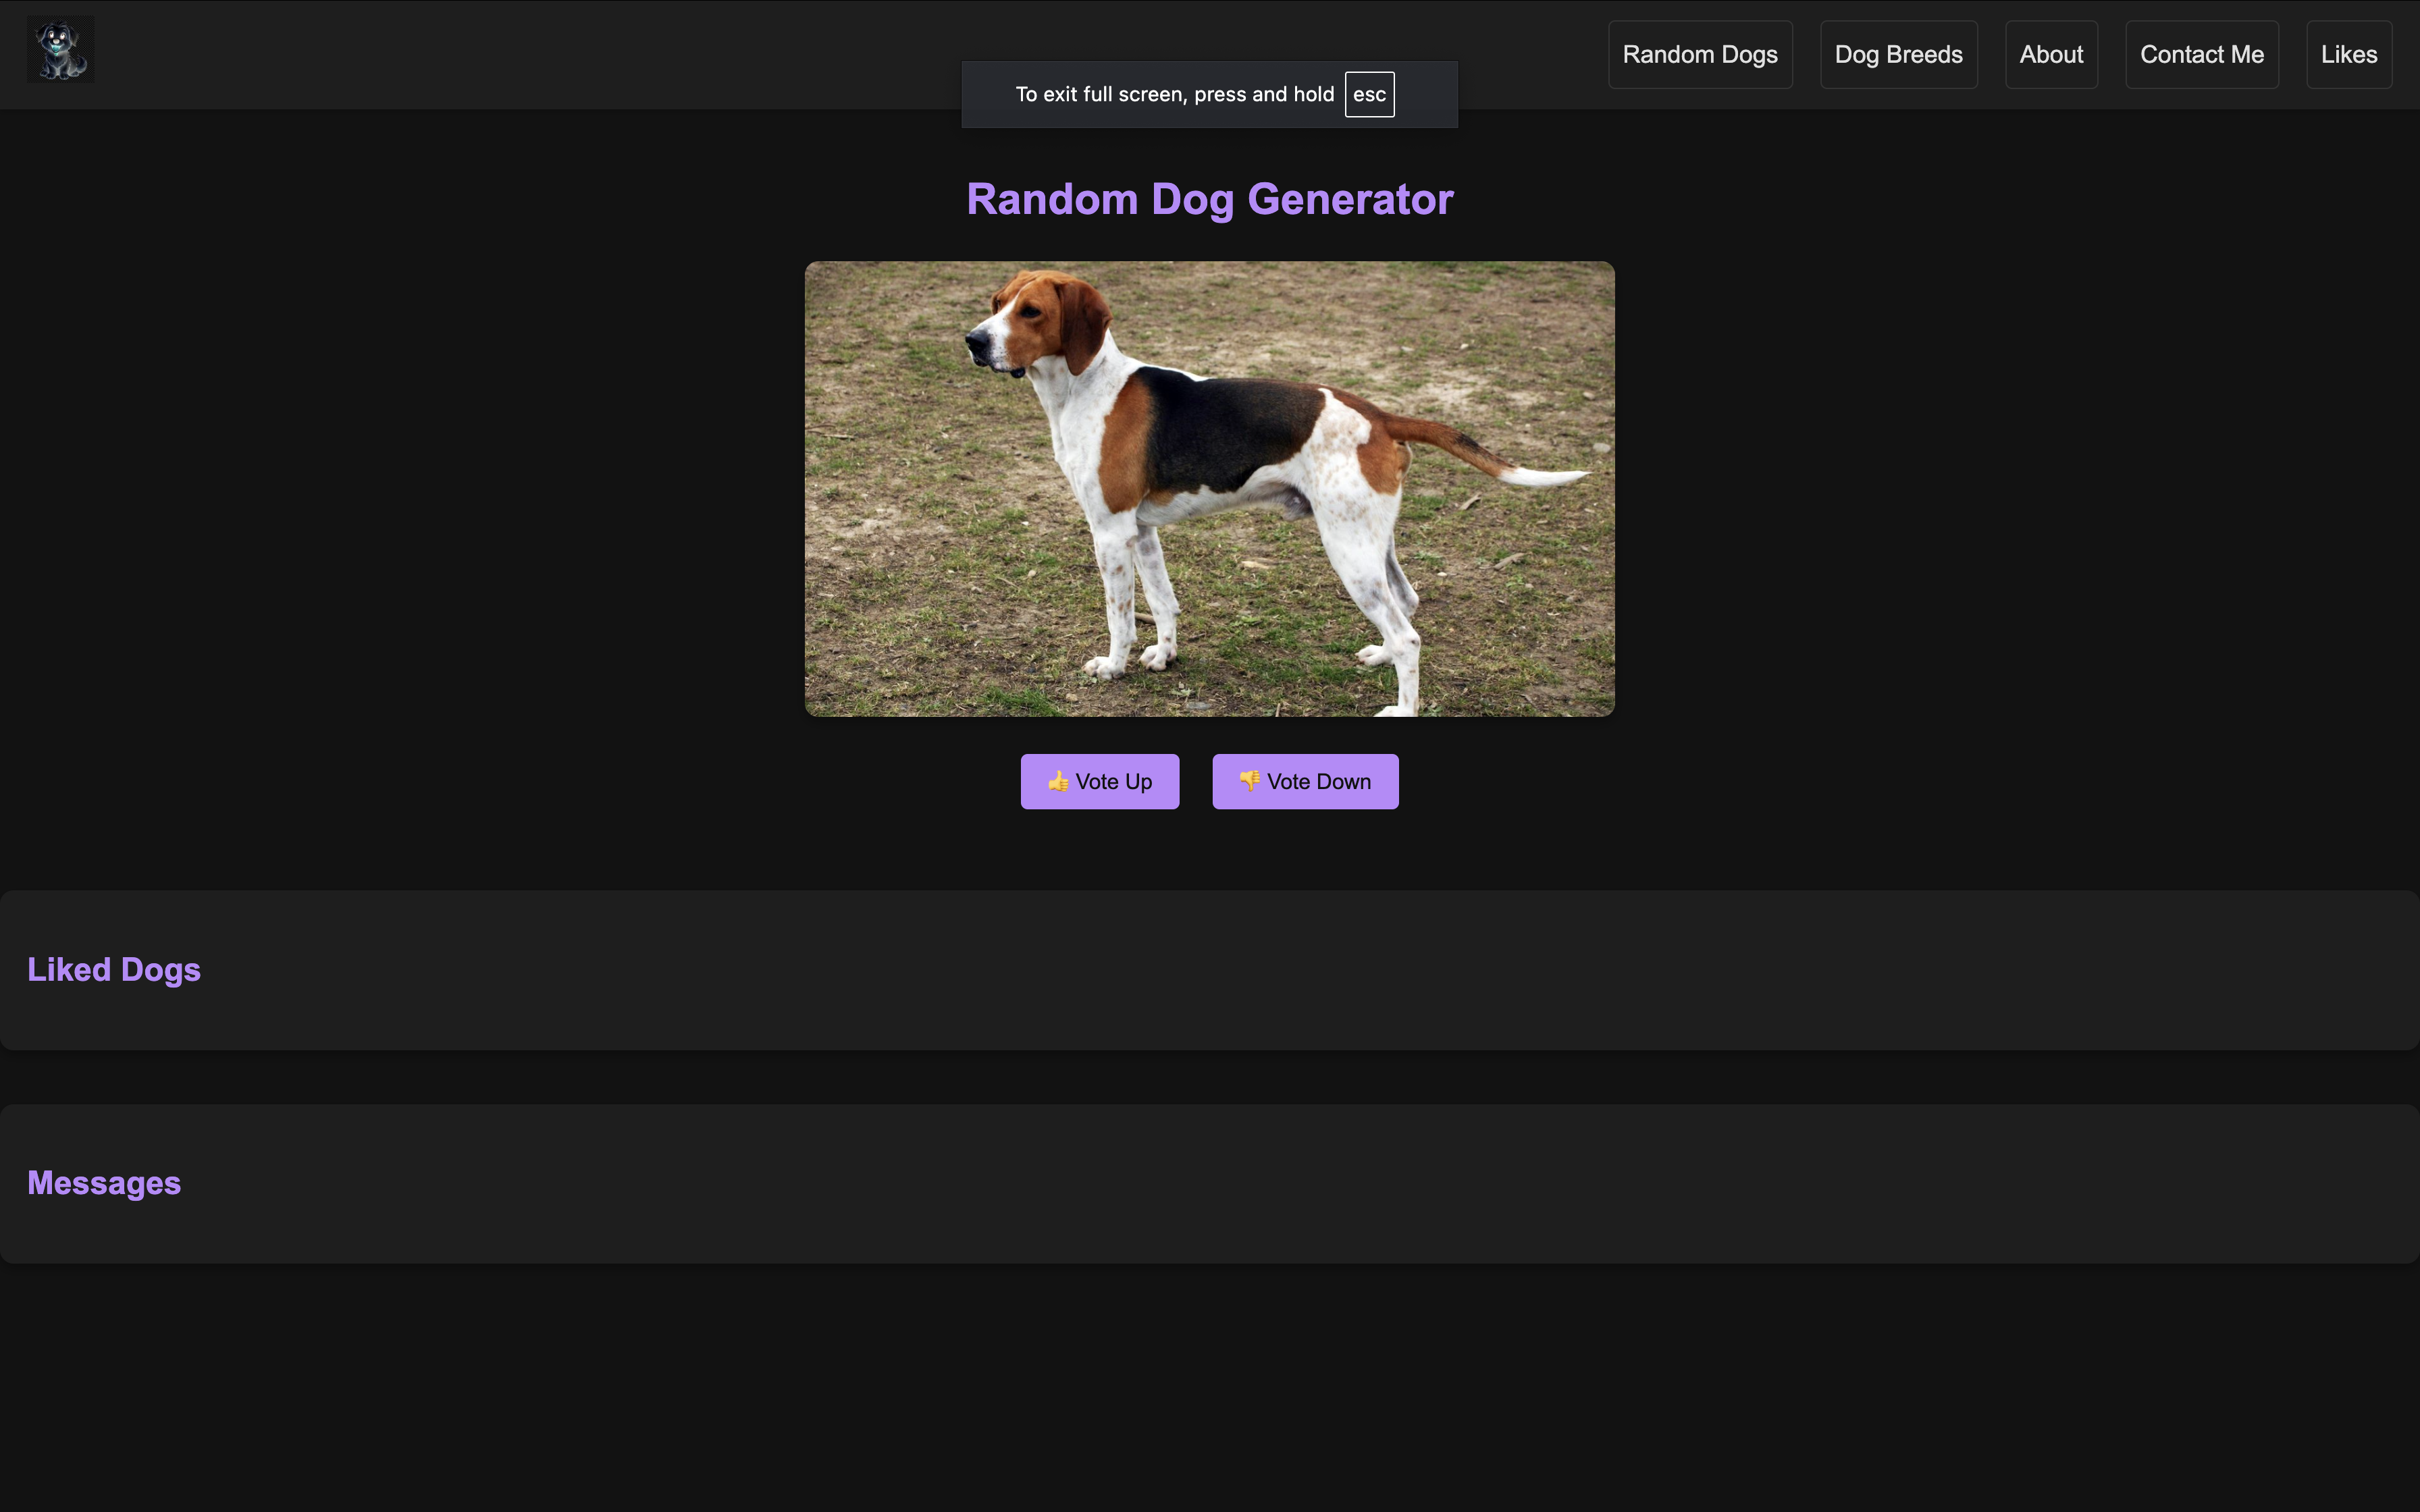 Random Dogs
Dog Breeds
About
Contact Me
Likes
To exit full screen, press and hold esc
Random Dog Generator
👍 Vote Up
👎 Vote Down
Liked Dogs
Messages